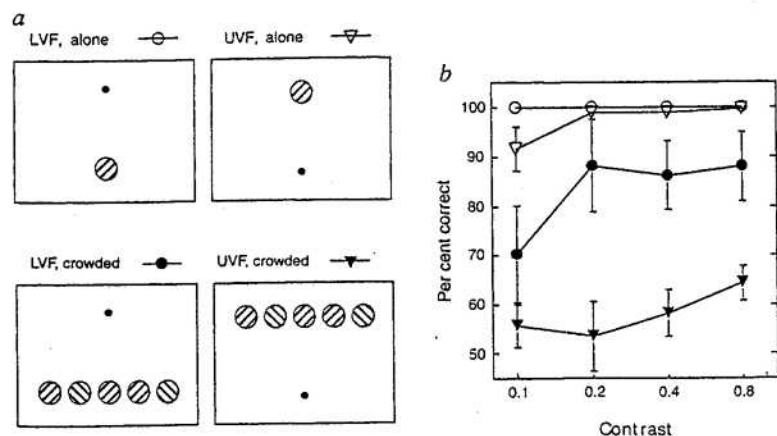 a
LVF, alone
UVF, alone
LVF, crowded
UVF, crowded
b
Per cent correct
100
90
80
70
60
50
0.1
0.2
0.4
0.8
Contrast